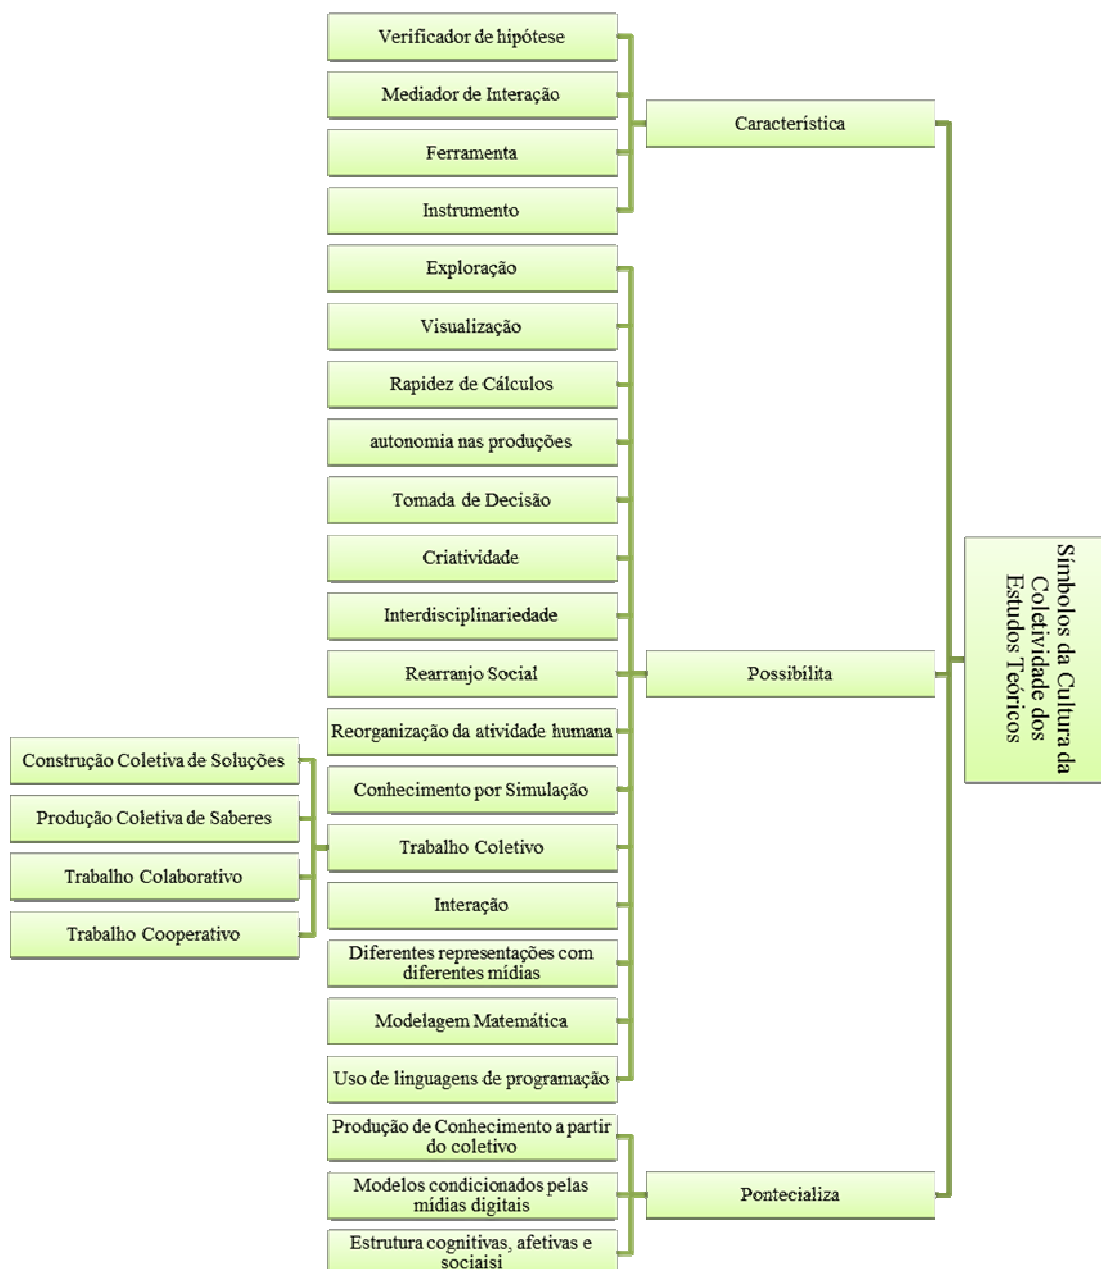 Verificador de hipótese
Mediador de Interação
Ferramenta
Instrumento
Característica
Exploração
Visualização
Rapidez de Cálculos
autonomia nas produções
Tomada de Decisão
Criatividade
Interdisciplinariedade
Rearranjo Social
Reorganização da atividade humana
Conhecimento por Simulação
Trabalho Coletivo
Interação
Diferentes representações com
diferentes mídias
Modelagem Matemática
Uso de linguagens de programação
Possibilita
Construção Coletiva de Soluções
Produção Coletiva de Saberes
Trabalho Colaborativo
Trabalho Cooperativo
Produção de Conhecimento a partir
do coletivo
Modelos condicionados pelas
mídias digitais
Estrutura cognitivas, afetivas e
sociaisi
Pontecializa
Símbolos da Cultura da
Coletividade dos
Estudos Teóricos